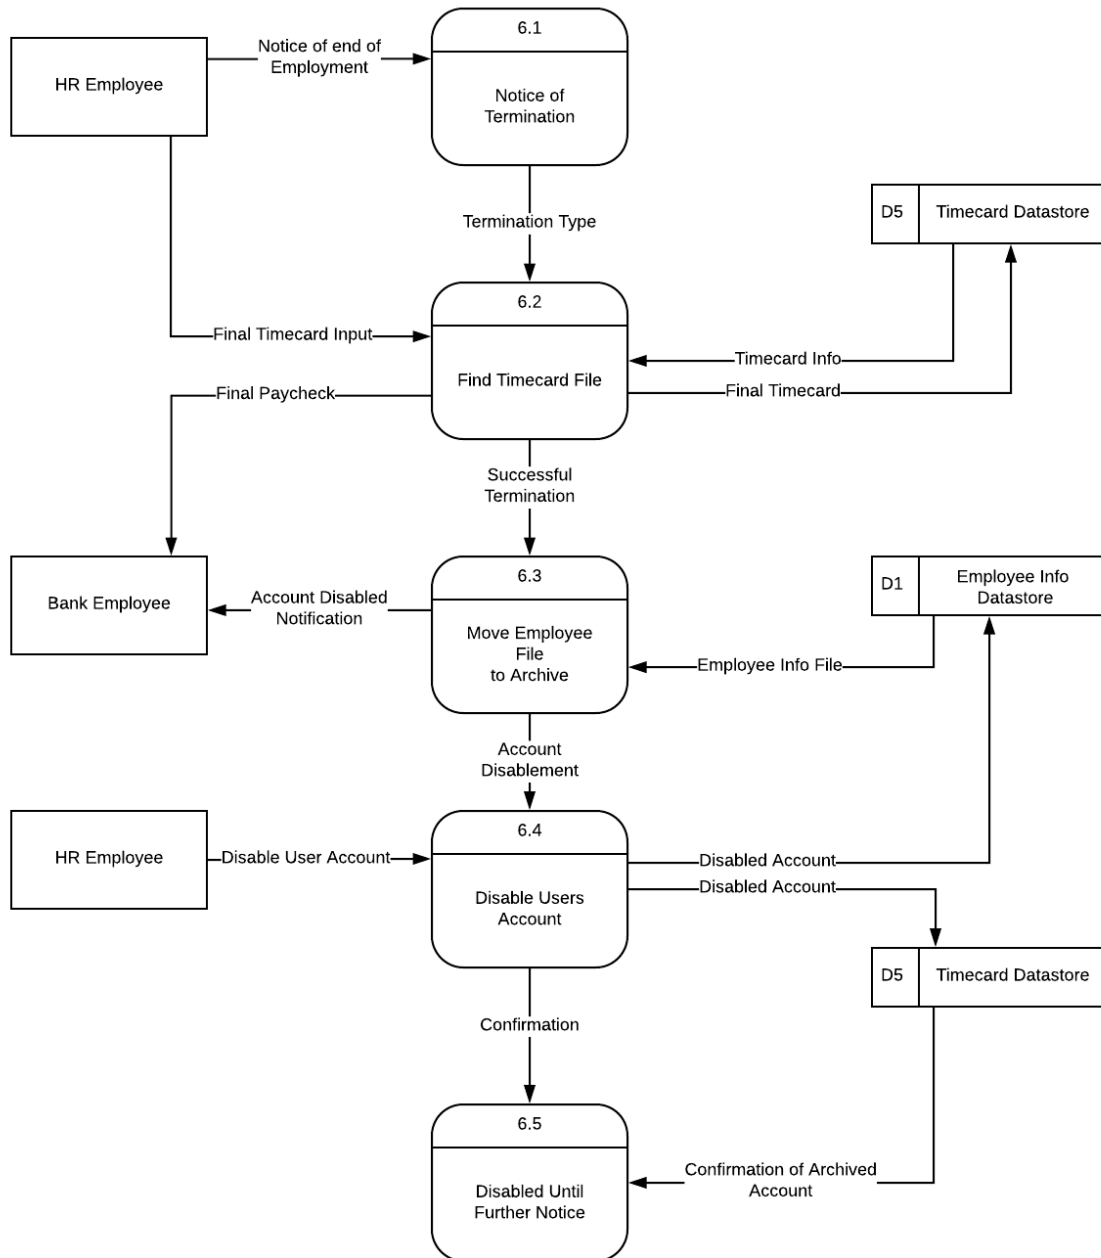 6.1
Notice of end of
Employment
HR Employee
Notice of
Termination
D5
Timecard Datastore
Termination Type
6.2
Final Timecard Input
Timecard Info
Find Timecard File
Final Paycheck
Final Timecard
Successful
Termination
6.3
D1
Employee Info
Datastore
Bank Employee
Account Disabled
Notification
Move Employee
File
to Archive
Employee Info File
Account
Disablement
6.4
HR Employee
Disable User Account
Disabled Account
Disabled Account
Disable Users
Account
D5
Timecard Datastore
Confirmation
6.5
Confirmation of Archived
Account
Disabled Until
Further Notice